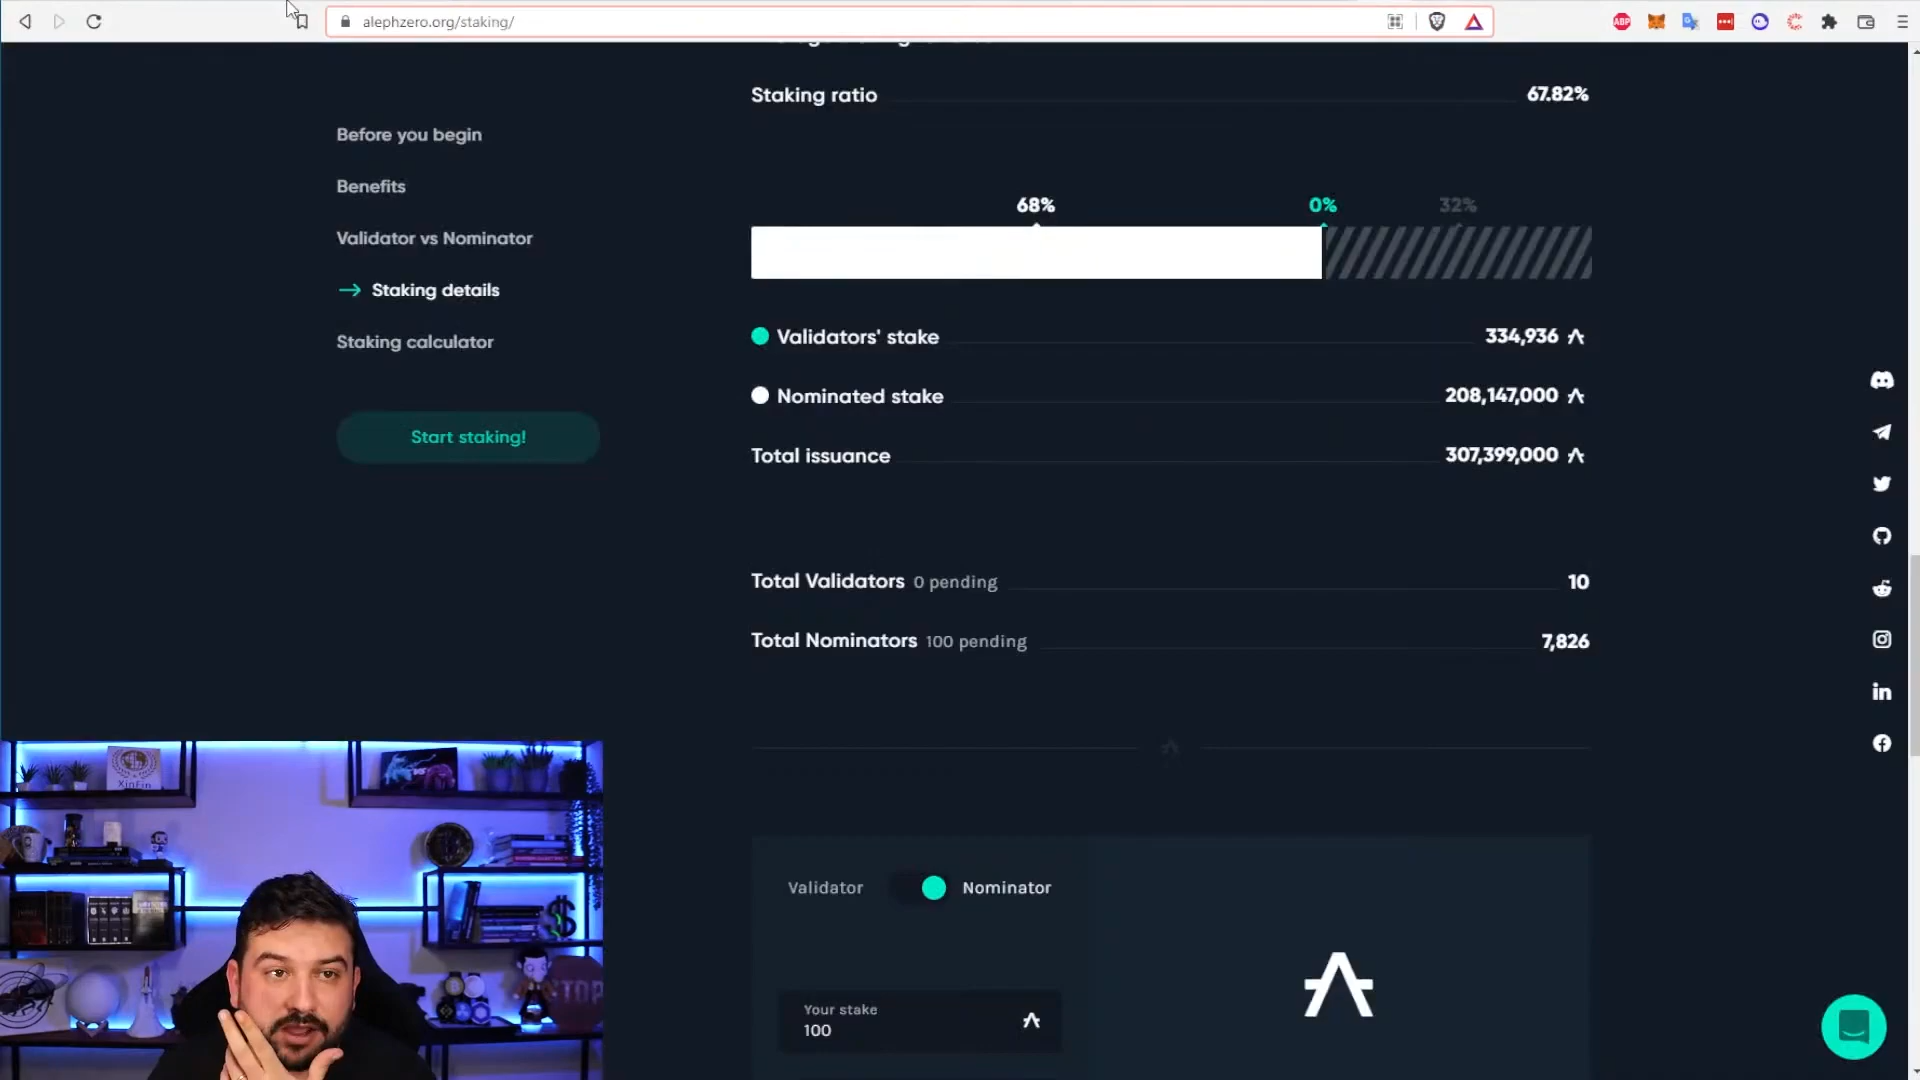 alephzero.org/staking/
ABP
Staking ratio 67.82%
Before you begin
Benefits
Validator vs Nominator
Staking details
Staking calculator
Start staking!
68% 0% 32%
Validators' stake 334,936
Nominated stake 208,147,000
Total issuance 307,399,000
Total Validators 0 pending 10
Total Nominators 100 pending 7,826
Validator Nominator
Your stake
100
XinFin